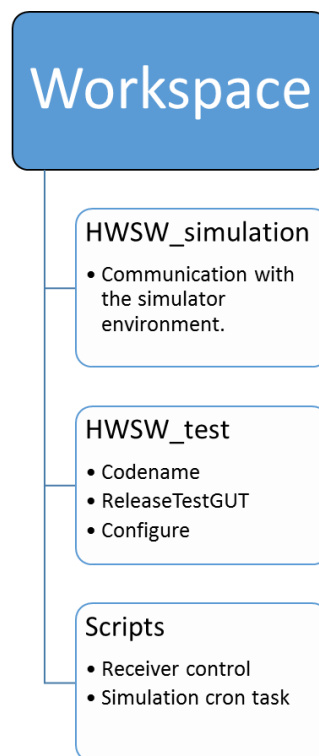 Workspace
HWSW_simulation
• Communication with
the simulator
environment.
HWSW_test
• Codename
• ReleaseTestGUT
• Configure
Scripts
• Receiver control
• Simulation cron task